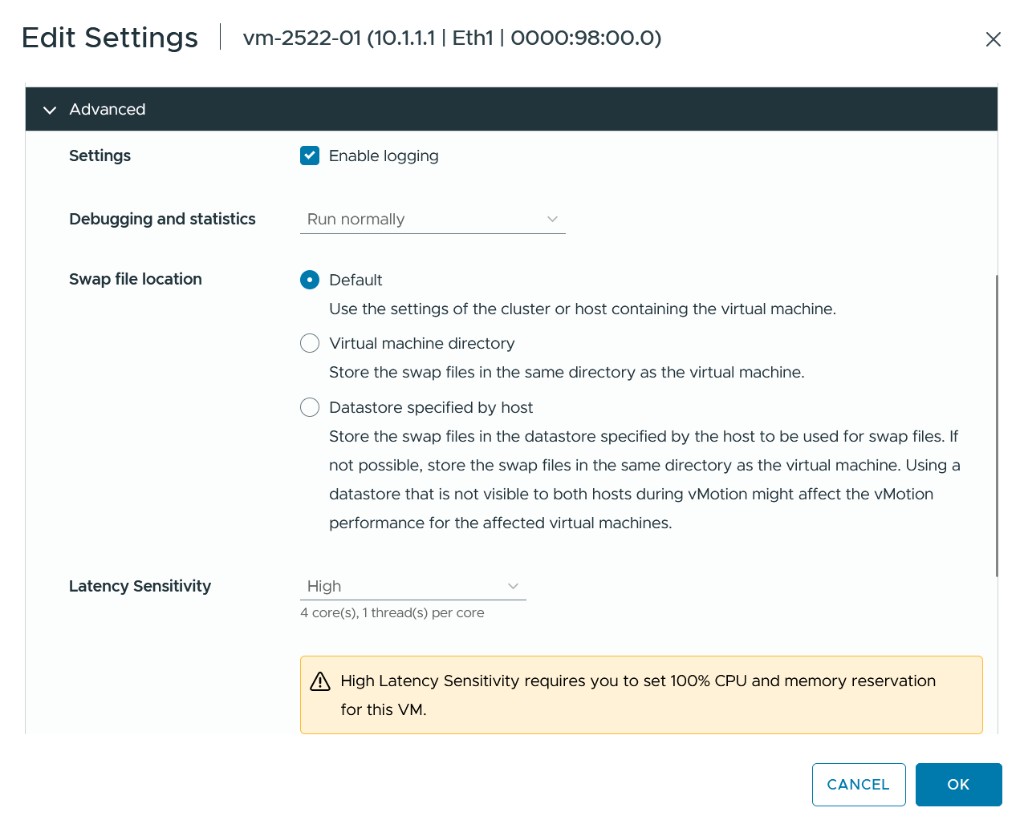 Edit Settings | vm-2522-01 (10.1.1.1 | Eth1 | 0000:98:00.0)
Advanced
Settings Enable logging
Debugging and statistics Run normally
Swap file location Default
Use the settings of the cluster or host containing the virtual machine.
Virtual machine directory
Store the swap files in the same directory as the virtual machine.
Datastore specified by host
Store the swap files in the datastore specified by the host to be used for swap files. If
not possible, store the swap files in the same directory as the virtual machine. Using a
datastore that is not visible to both hosts during vMotion might affect the vMotion
performance for the affected virtual machines.
Latency Sensitivity High
4 core(s), 1 thread(s) per core
High Latency Sensitivity requires you to set 100% CPU and memory reservation
for this VM.
CANCEL OK